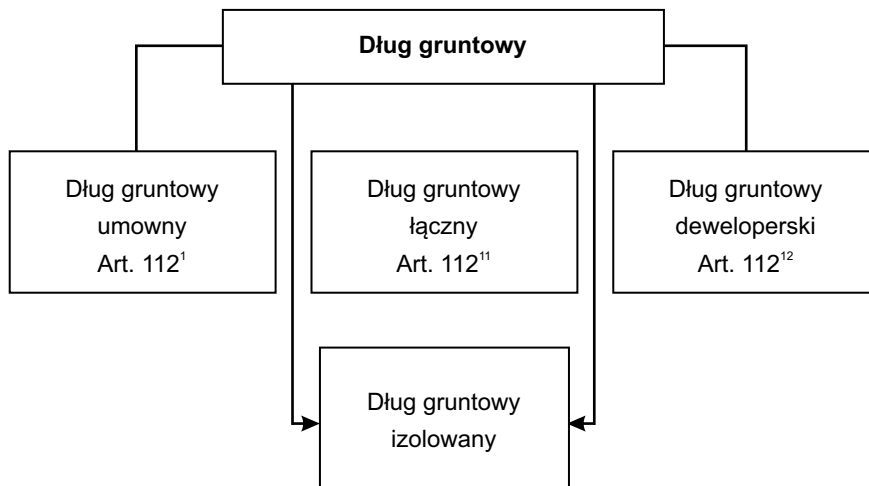 Dług gruntowy
Dług gruntowy
umowny
Art. 112¹
Dług gruntowy
łączny
Art. 112¹¹
Dług gruntowy
deweloperski
Art. 112¹²
Dług gruntowy
izolowany